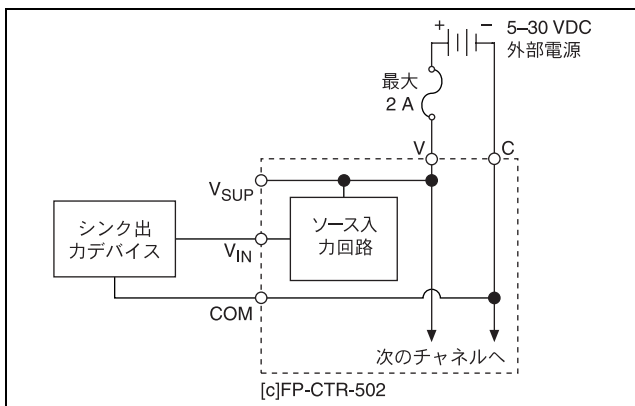 + − 5–30 VDC
外部電源
最大
2 A
V
C
VSUP
シンク出
力デバイス
ソース入
力回路
VIN
COM
次のチャネルへ
[c]FP-CTR-502